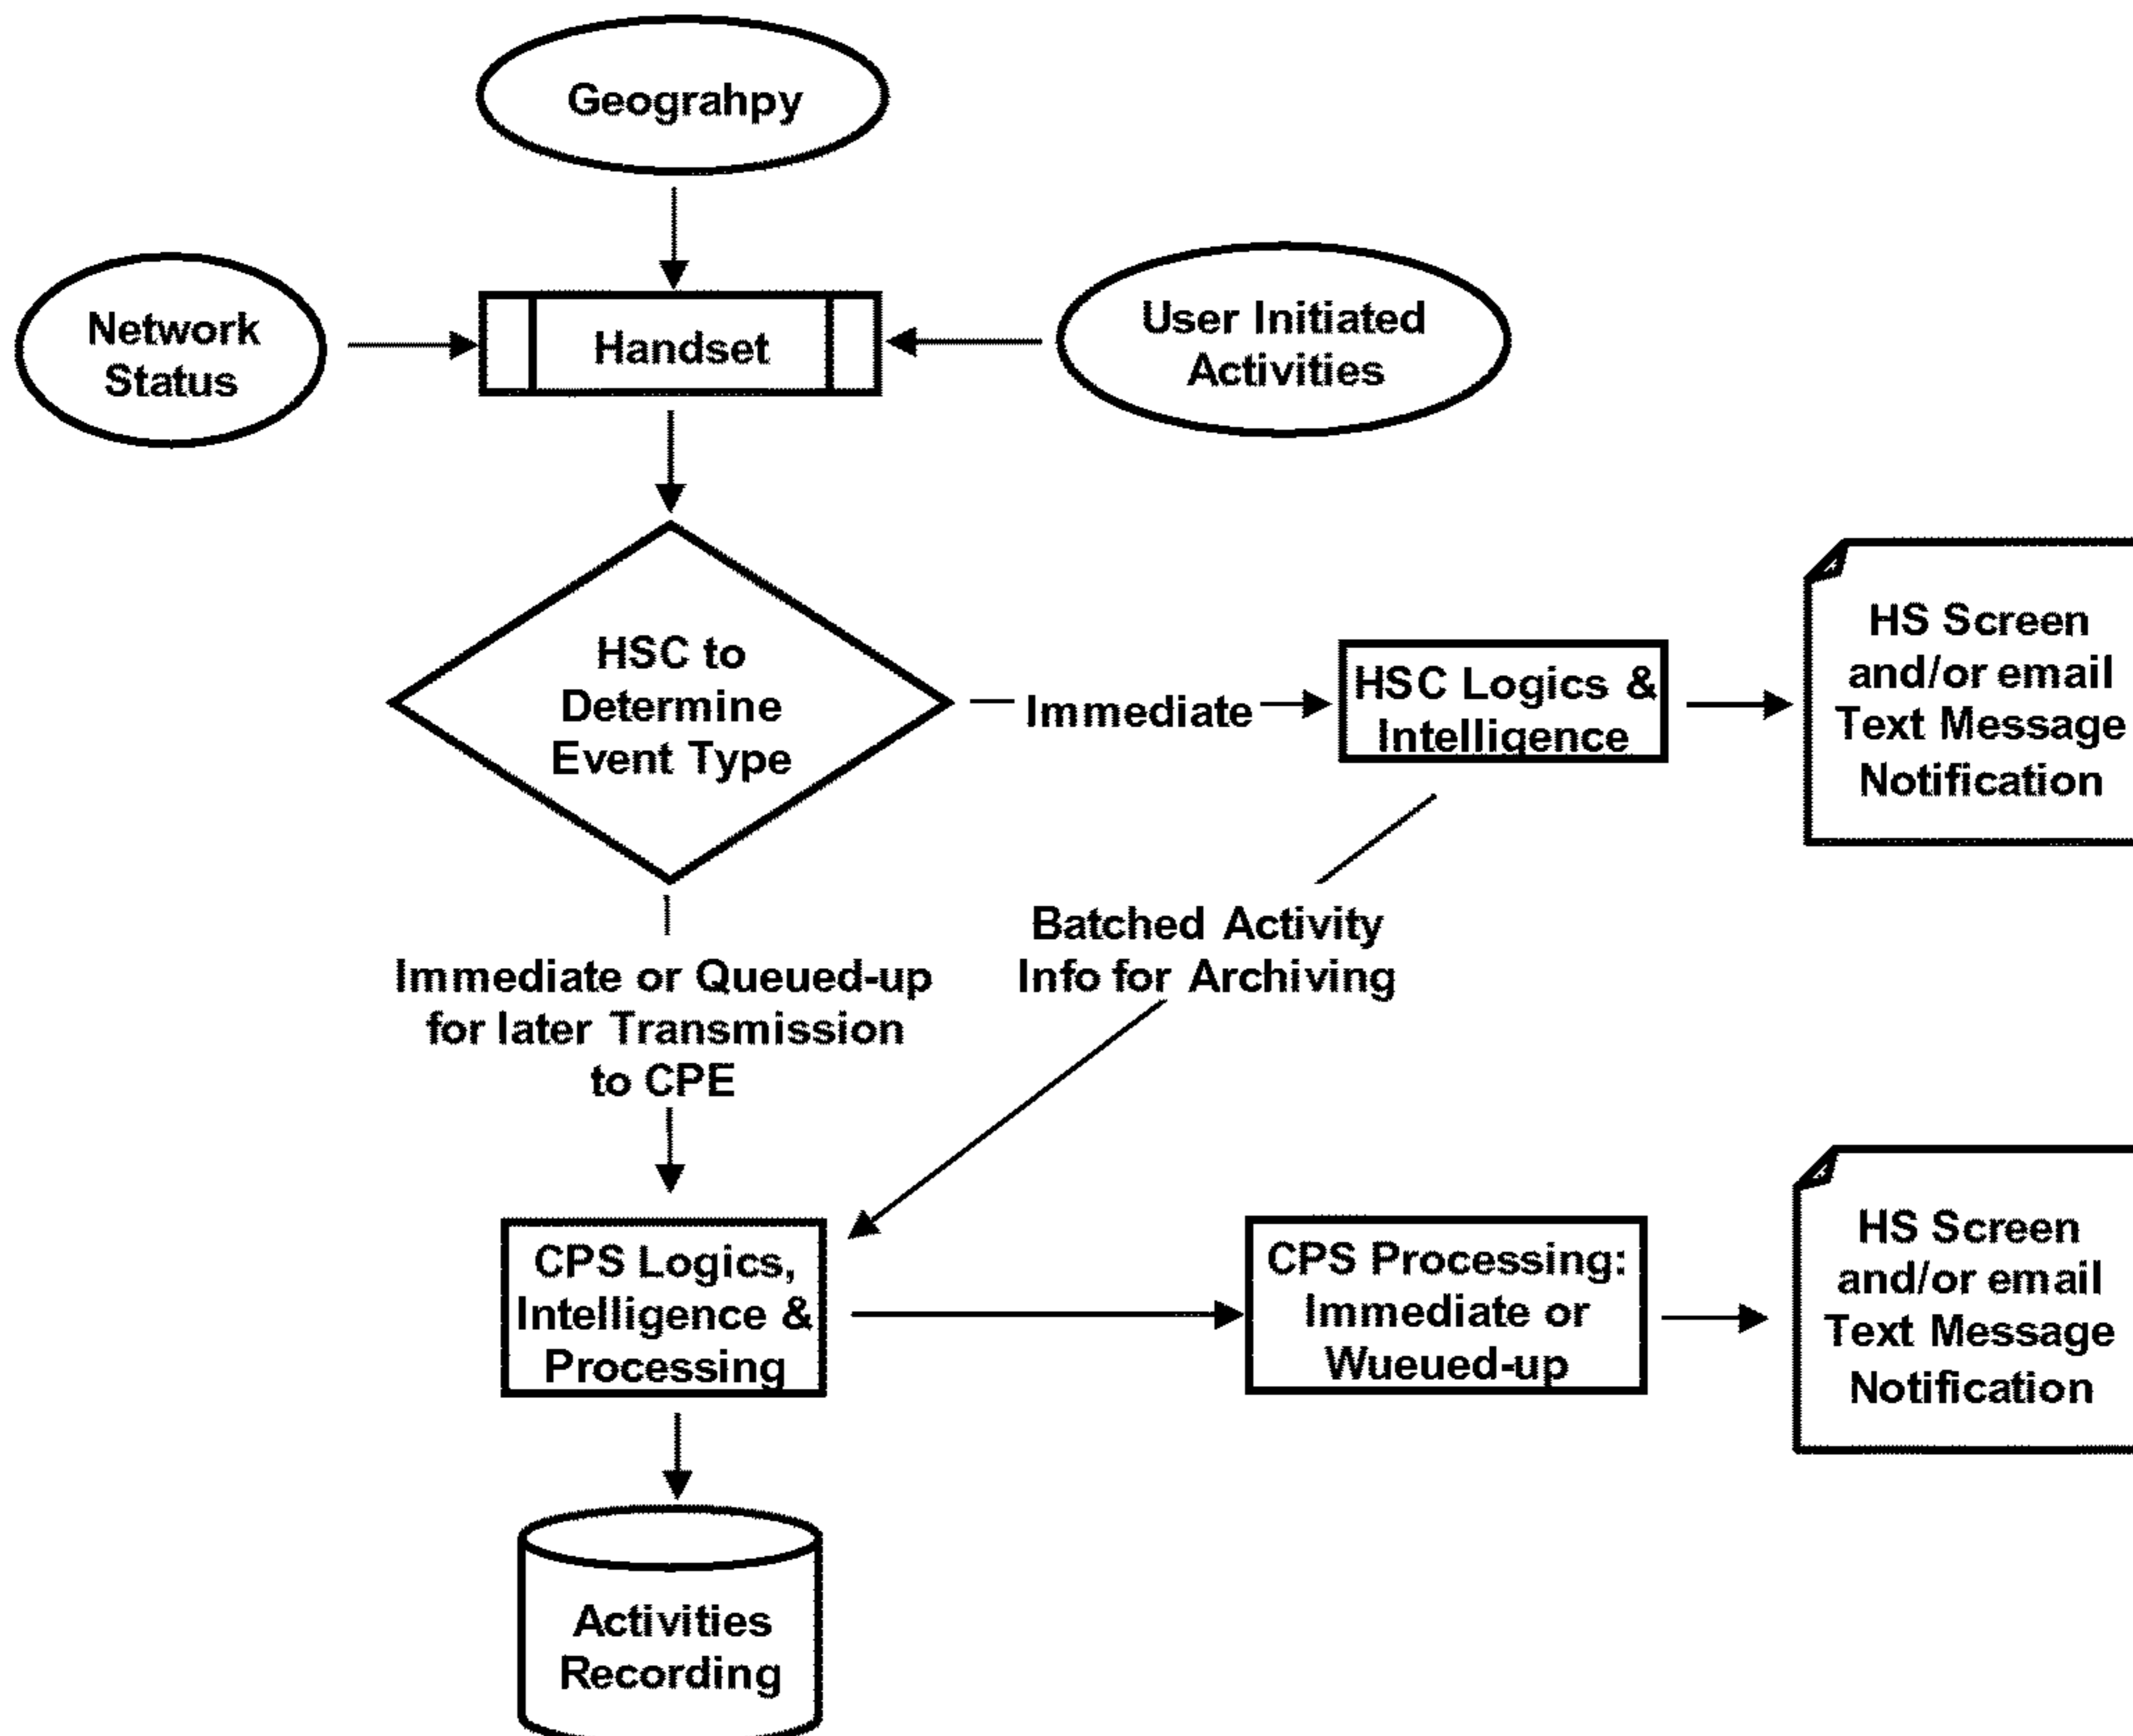 Geograhpy
Network
Status
Handset
User Initiated
Activities
HSC to
Determine
Event Type
Immediate
HSC Logics &
Intelligence
HS Screen
and/or email
Text Message
Notification
Immediate or Queued-up
for later Transmission
to CPE
Batched Activity
Info for Archiving
CPS Logics,
Intelligence &
Processing
CPS Processing:
Immediate or
Wueued-up
HS Screen
and/or email
Text Message
Notification
Activities
Recording